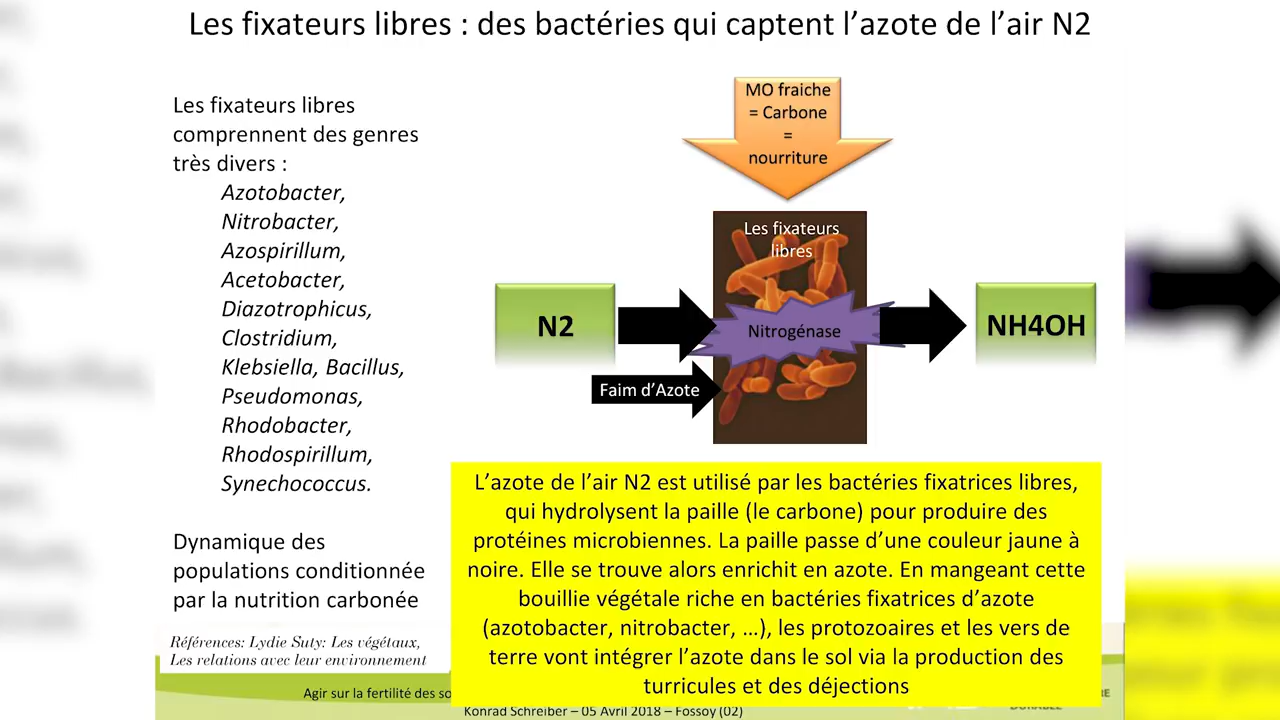 Les fixateurs libres : des bactéries qui captent l’azote de l’air N2
Les fixateurs libres
comprennent des genres
très divers :
Azotobacter,
Nitrobacter,
Azospirillum,
Acetobacter,
Diazotrophicus,
Clostridium,
Klebsiella, Bacillus,
Pseudomonas,
Rhodobacter,
Rhodospirillum,
Synechococcus.
Dynamique des
populations conditionnée
par la nutrition carbonée
Références: Lydie Suty: Les végétaux,
Les relations avec leur environnement
MO fraiche
= Carbone
=
nourriture
Les fixateurs
libres
N2
Nitrogénase
NH4OH
Faim d’Azote
L’azote de l’air N2 est utilisé par les bactéries fixatrices libres,
qui hydrolysent la paille (le carbone) pour produire des
protéines microbiennes. La paille passe d’une couleur jaune à
noire. Elle se trouve alors enrichit en azote. En mangeant cette
bouillie végétale riche en bactéries fixatrices d’azote
(azotobacter, nitrobacter, …), les protozoaires et les vers de
terre vont intégrer l’azote dans le sol via la production des
turricules et des déjections
Agir sur la fertilité des so
Konrad Schreiber – 05 Avril 2018 – Fossoy (02)